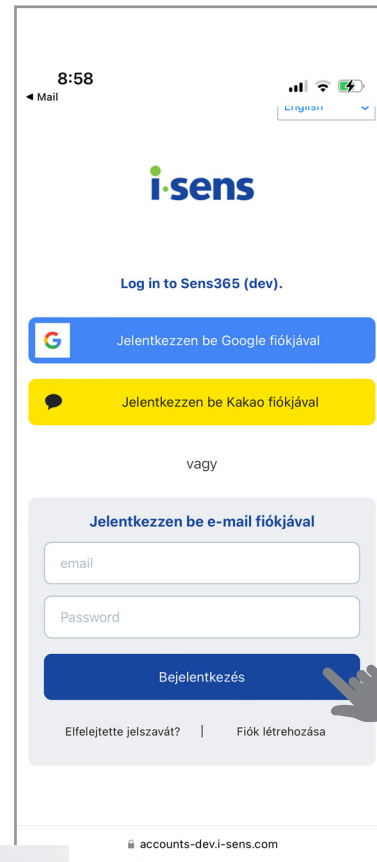 8:58
◀ Mail
English
i·sens
Log in to Sens365 (dev).
Jelentkezzen be Google fiókjával
Jelentkezzen be Kakao fiókjával
vagy
Jelentkezzen be e-mail fiókjával
email
Password
Bejelentkezés
Elfelejtette jelszavát? | Fiók létrehozása
accounts-dev.i-sens.com